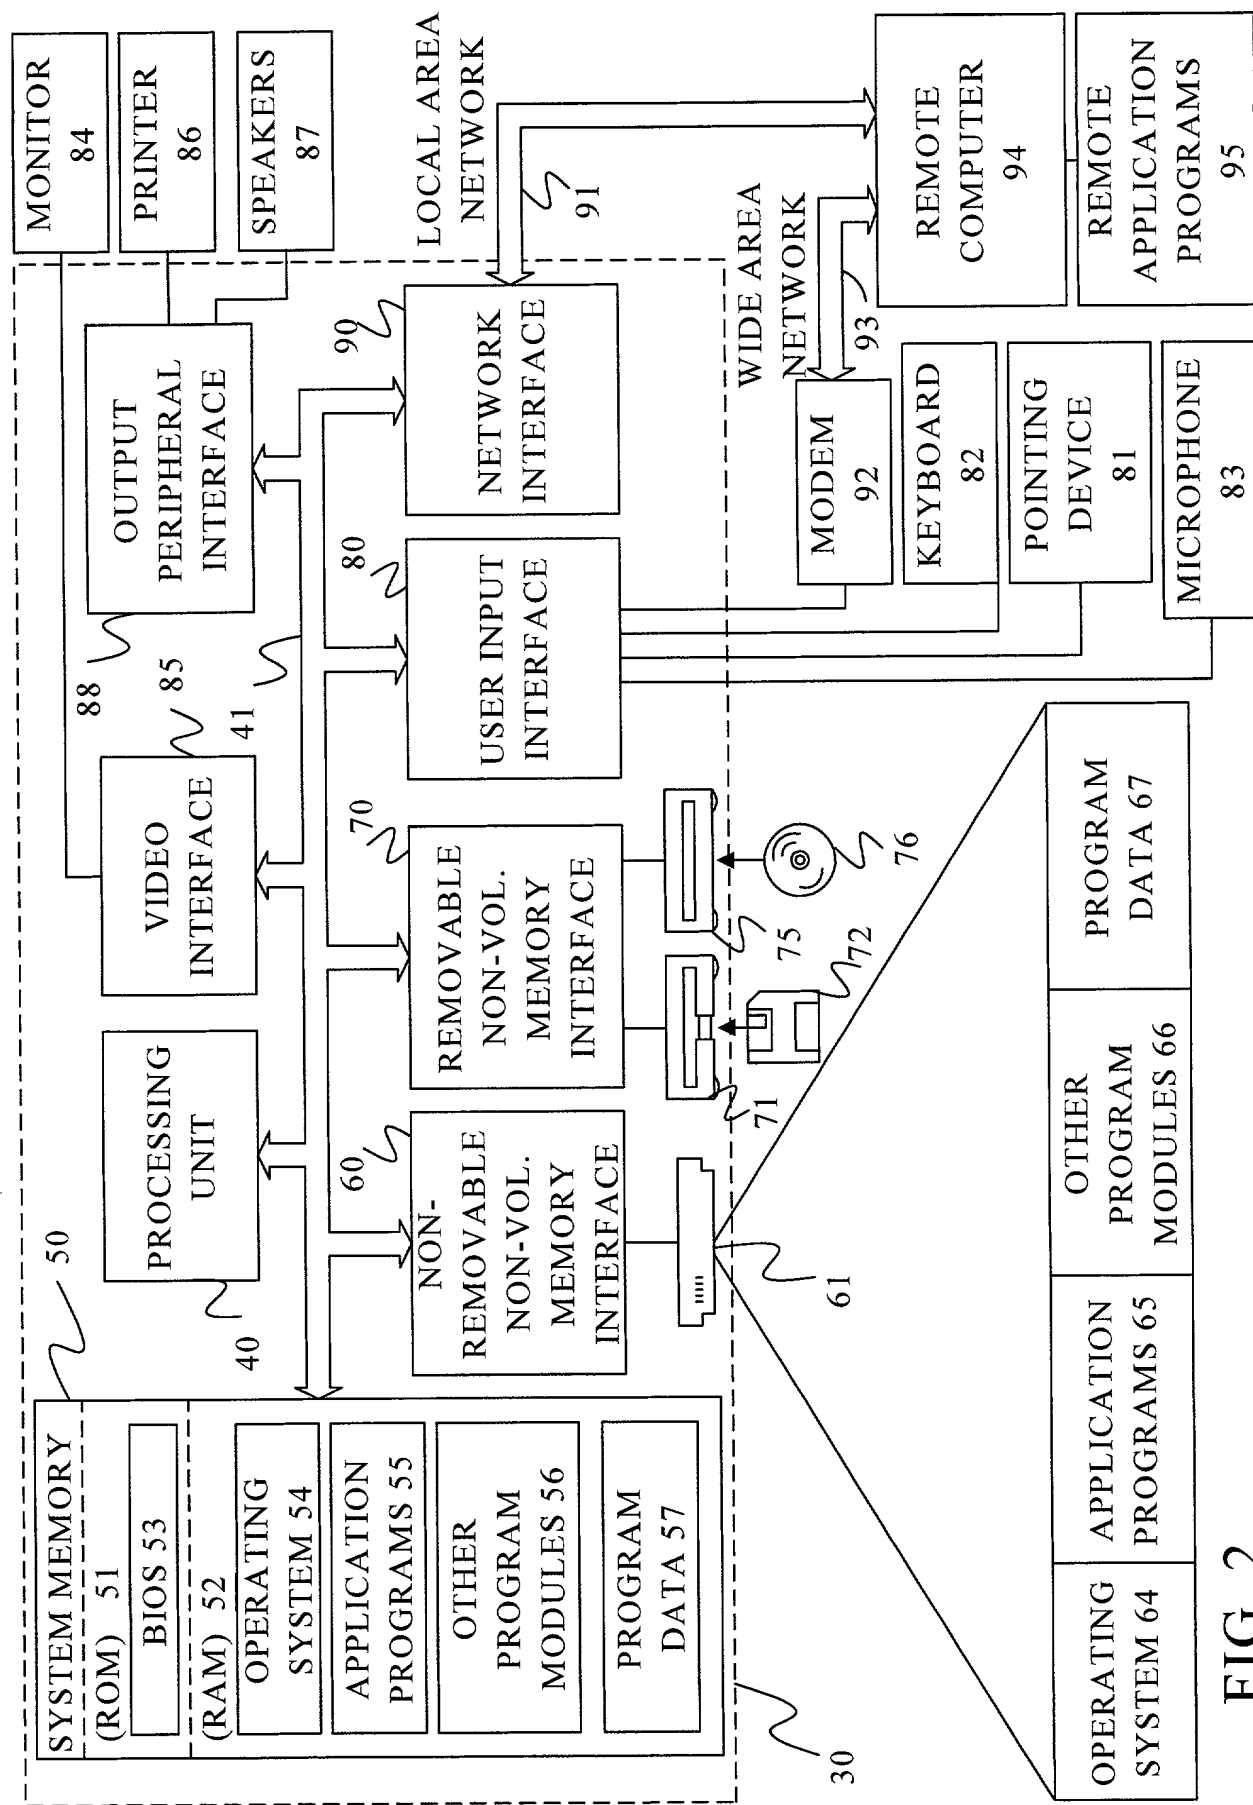 SYSTEM MEMORY
(ROM) 51
BIOS 53
(RAM) 52
OPERATING
SYSTEM 54
APPLICATION
PROGRAMS 55
OTHER
PROGRAM
MODULES 56
PROGRAM
DATA 57
50
30
40
PROCESSING
UNIT
VIDEO
INTERFACE
85
41
88
OUTPUT
PERIPHERAL
INTERFACE
MONITOR
84
PRINTER
86
SPEAKERS
87
60
NON-
REMOVABLE
NON-VOL.
MEMORY
INTERFACE
70
REMOVABLE
NON-VOL.
MEMORY
INTERFACE
80
USER INPUT
INTERFACE
90
NETWORK
INTERFACE
LOCAL AREA
NETWORK
91
61
71
72
75
76
WIDE AREA
NETWORK
93
MODEM
92
KEYBOARD
82
POINTING
DEVICE
81
MICROPHONE
83
REMOTE
COMPUTER
94
REMOTE
APPLICATION
PROGRAMS
95
OPERATING
SYSTEM 64
APPLICATION
PROGRAMS 65
OTHER
PROGRAM
MODULES 66
PROGRAM
DATA 67
FIG. 2